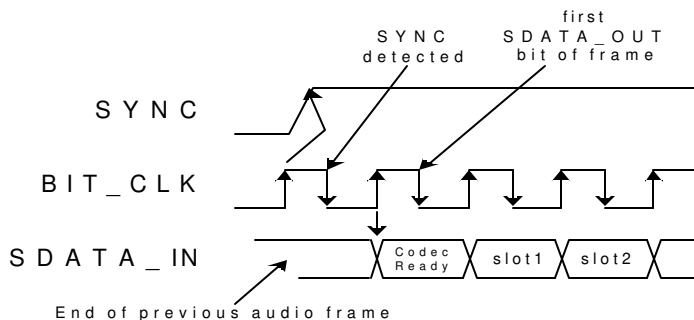 first
SYNC SDATA_OUT
detected bit of frame
SYNC
BIT_CLK
SDATA_IN
Codec
Ready
slot1
slot2
End of previous audio frame